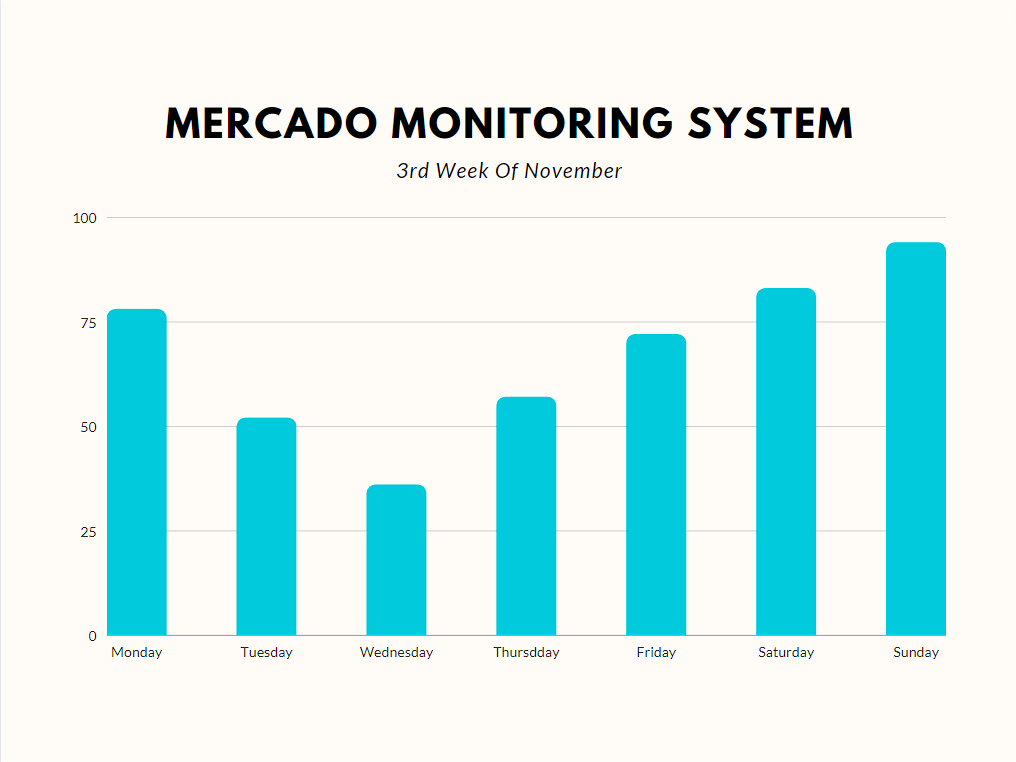 MERCADO MONITORING SYSTEM
3rd Week Of November
100
75
50
25
0
Monday Tuesday Wednesday Thursdday Friday Saturday Sunday